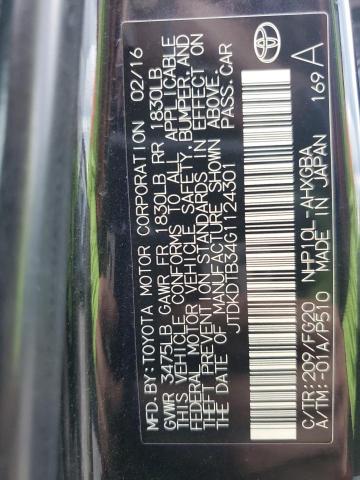 MFD.BY:TOYOTA MOTOR CORPORATION 02/16
GVWR 3475LB GAWR FR 1830LB RR 1830LB
THIS VEHICLE CONFORMS TO ALL APPLICABLE
FEDERAL MOTOR VEHICLE SAFETY, BUMPER, AND
THEFT PREVENTION STANDARDS IN EFFECT ON
THE DATE OF MANUFACTURE SHOWN ABOVE.
JTDKDTB34G1124301 PASS.CAR
C/TR:209/FG20 NHP10L-AHXGBA
A/TM:-01A/P510 MADE IN JAPAN
169 A
TOYOTA